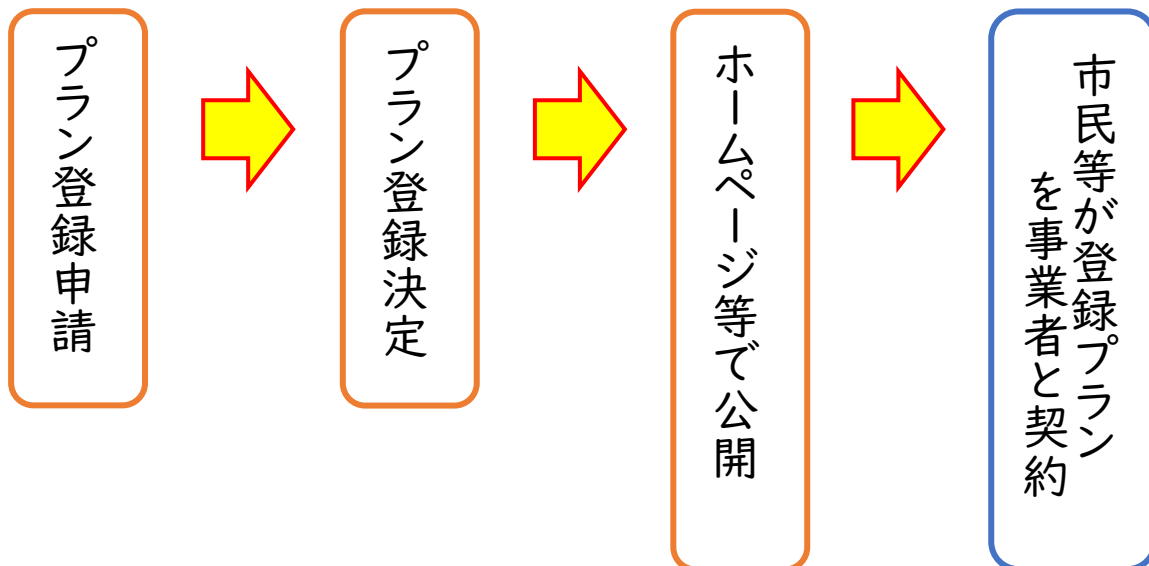 プラン登録申請
プラン登録決定
ホームページ等で公開
市民等が登録プラン
を事業者と契約